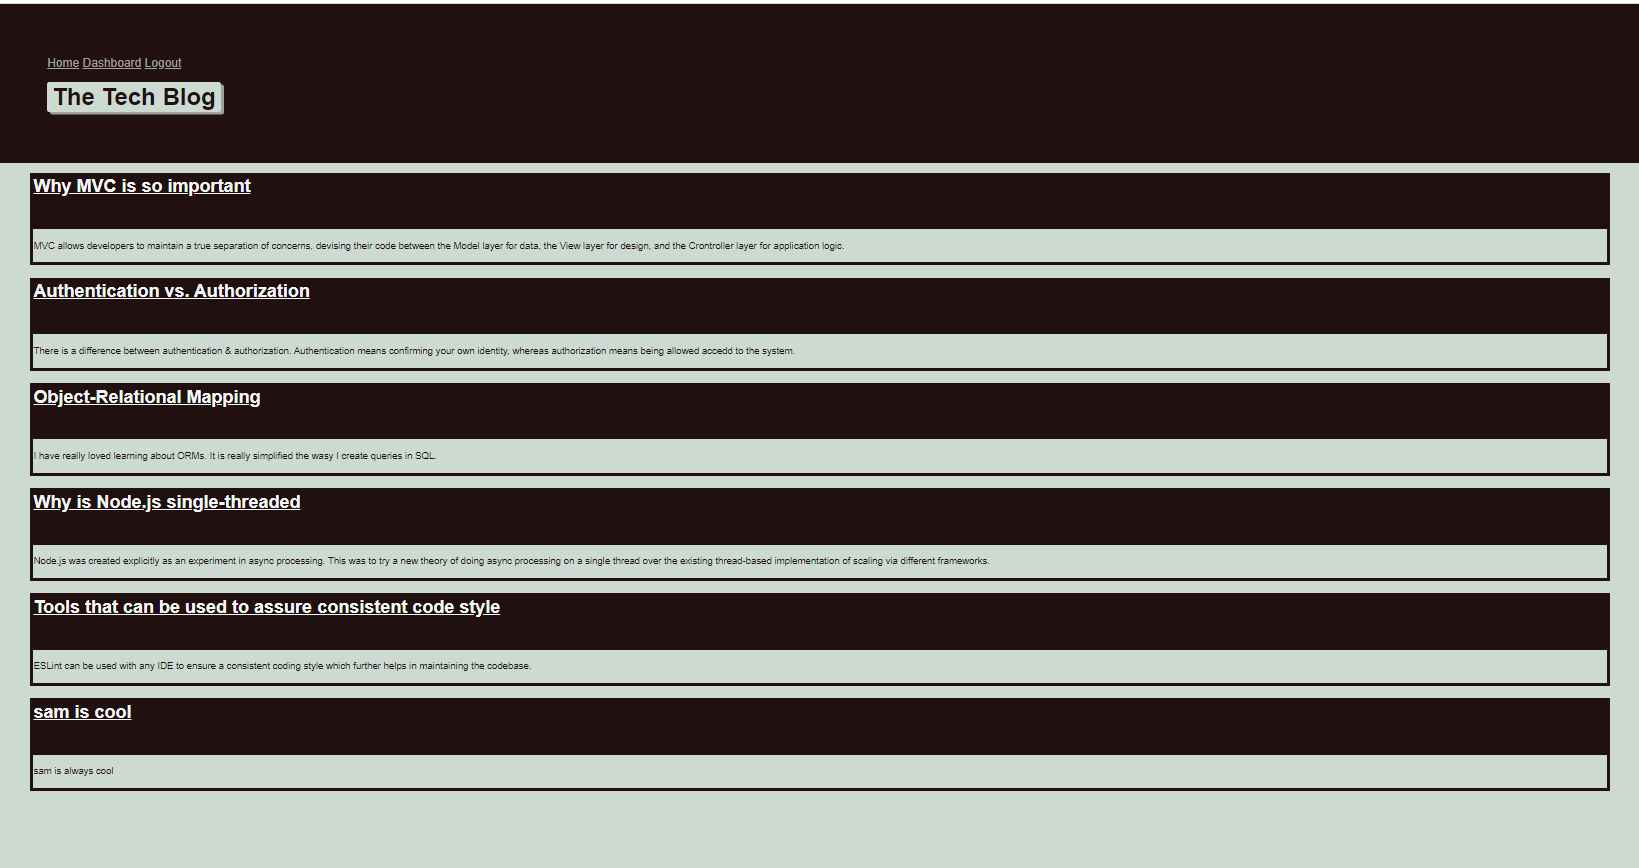 Home Dashboard Logout
The Tech Blog
Why MVC is so important
MVC allows developers to maintain a true separation of concerns, devising their code between the Model layer for data, the View layer for design, and the Crontroller layer for application logic.
Authentication vs. Authorization
There is a difference between authentication & authorization. Authentication means confirming your own identity, whereas authorization means being allowed accedd to the system.
Object-Relational Mapping
I have really loved learning about ORMs. It is really simplified the wasy I create queries in SQL.
Why is Node.js single-threaded
Node.js was created explicitly as an experiment in async processing. This was to try a new theory of doing async processing on a single thread over the existing thread-based implementation of scaling via different frameworks.
Tools that can be used to assure consistent code style
ESLint can be used with any IDE to ensure a consistent coding style which further helps in maintaining the codebase.
sam is cool
sam is always cool